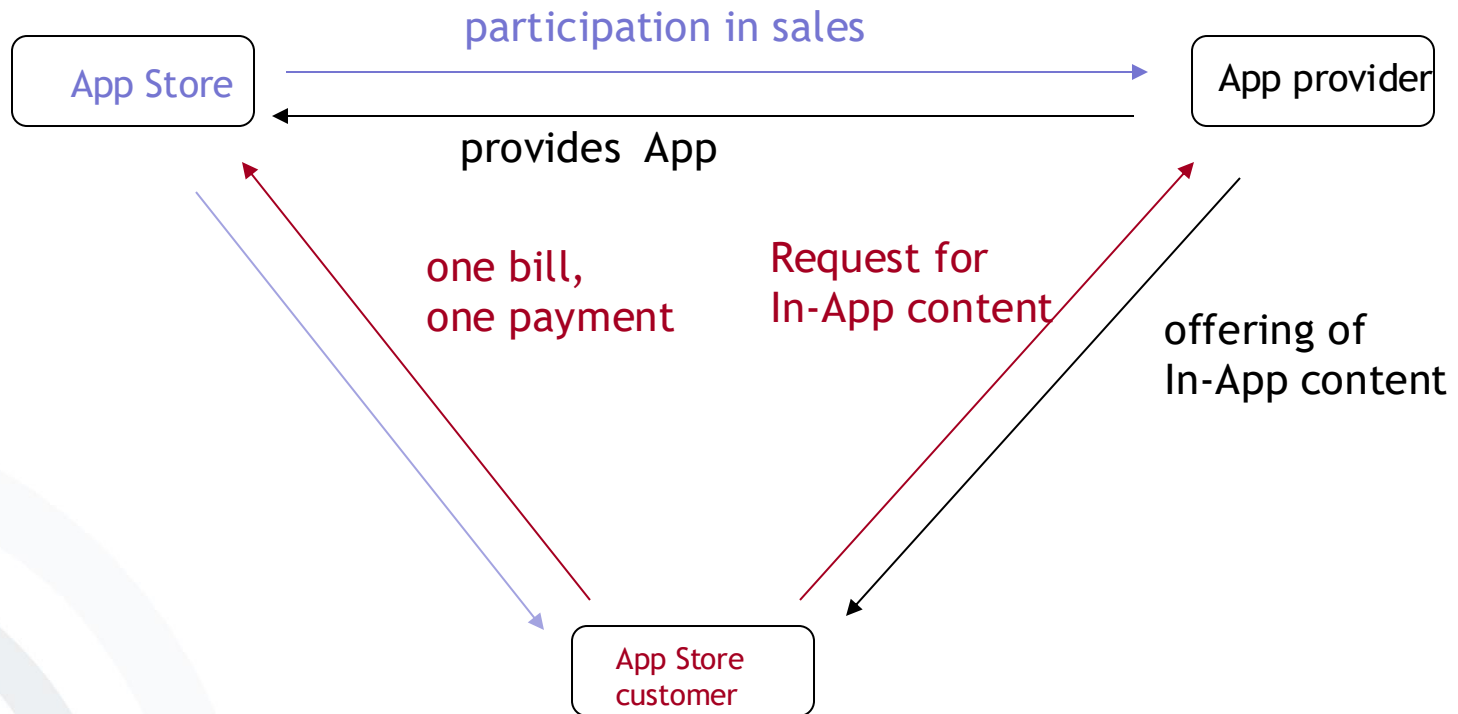 participation in sales
App Store
App provider
provides App
one bill,
one payment
Request for
In-App content
offering of
In-App content
App Store
customer